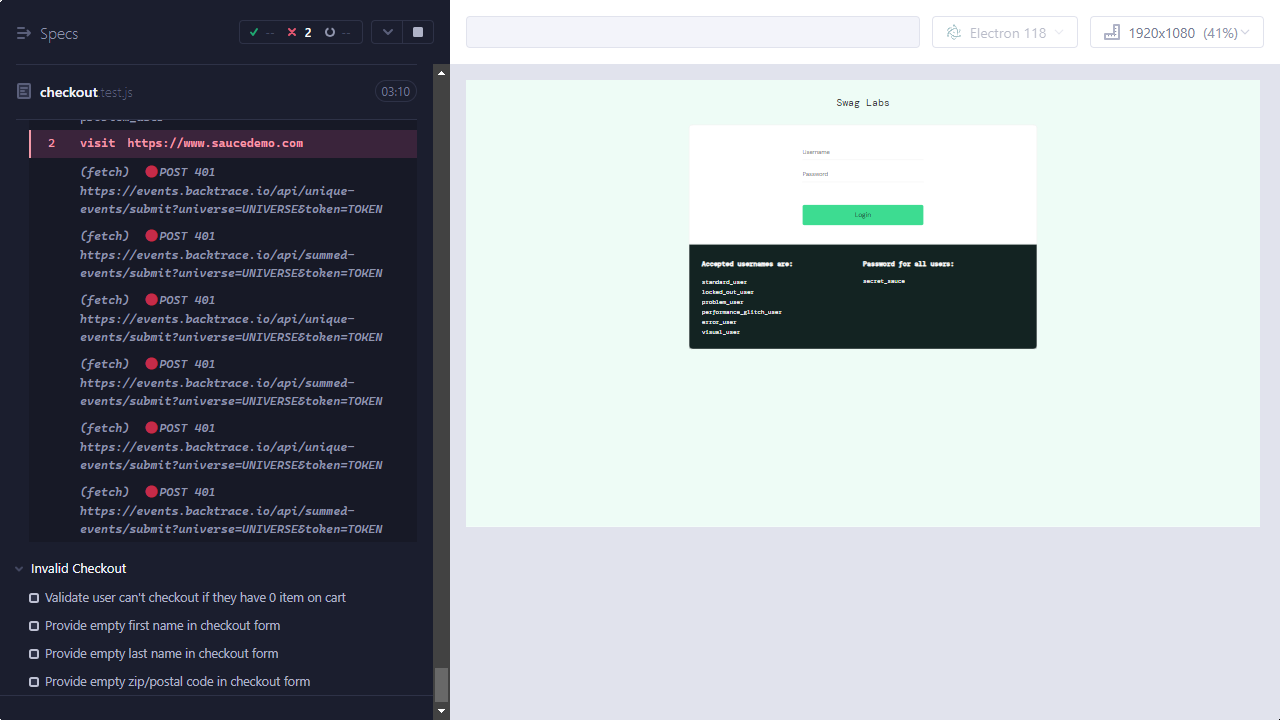 Specs
-- 2 --
checkout.test.js
03:10
problem_user
2 visit https://www.saucedemo.com
(fetch) POST 401
https://events.backtrace.io/api/unique-
events/submit?universe=UNIVERSE&token=TOKEN
(fetch) POST 401
https://events.backtrace.io/api/summed-
events/submit?universe=UNIVERSE&token=TOKEN
(fetch) POST 401
https://events.backtrace.io/api/unique-
events/submit?universe=UNIVERSE&token=TOKEN
(fetch) POST 401
https://events.backtrace.io/api/summed-
events/submit?universe=UNIVERSE&token=TOKEN
(fetch) POST 401
https://events.backtrace.io/api/unique-
events/submit?universe=UNIVERSE&token=TOKEN
(fetch) POST 401
https://events.backtrace.io/api/summed-
events/submit?universe=UNIVERSE&token=TOKEN
Invalid Checkout
Validate user can't checkout if they have 0 item on cart
Provide empty first name in checkout form
Provide empty last name in checkout form
Provide empty zip/postal code in checkout form
Electron 118
1920x1080 (41%)
Swag Labs
Username
Password
Login
Accepted usernames are:
standard_user
locked_out_user
problem_user
performance_glitch_user
error_user
visual_user
Password for all users:
secret_sauce